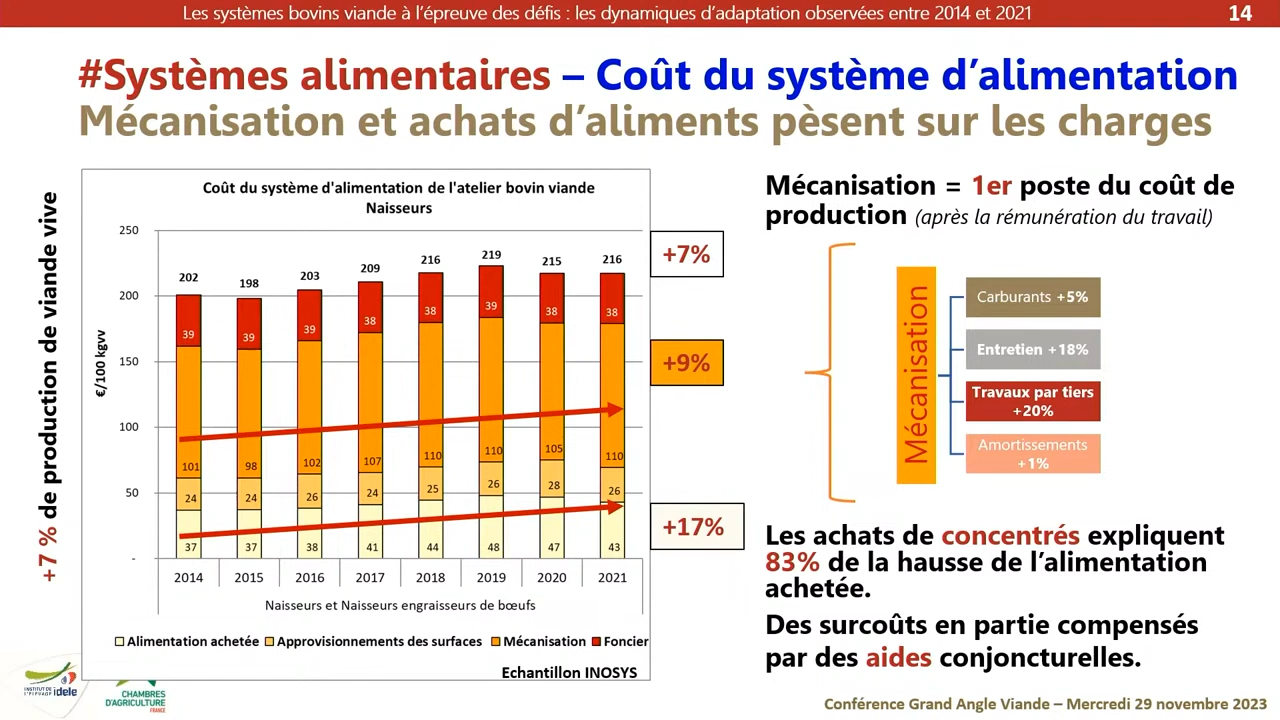 Les systèmes bovins viande à l’épreuve des défis : les dynamiques d’adaptation observées entre 2014 et 2021
14
#Systèmes alimentaires – Coût du système d’alimentation
Mécanisation et achats d’aliments pèsent sur les charges
+7 % de production de viande vive
Coût du système d'alimentation de l'atelier bovin viande
Naisseurs
€/100 kgvv
250
200
150
100
50
-
202 198 203 209 216 219 215 216
39 39 39 38 38 39 38 38
101 98 102 107 110 110 105 110
24 24 26 24 25 26 28 26
37 37 38 41 44 48 47 43
2014 2015 2016 2017 2018 2019 2020 2021
Naisseurs et Naisseurs engraisseurs de bœufs
Alimentation achetée Approvisionnements des surfaces Mécanisation Foncier
Echantillon INOSYS
+7%
+9%
+17%
Mécanisation = 1er poste du coût de
production (après la rémunération du travail)
Mécanisation
Carburants +5%
Entretien +18%
Travaux par tiers
+20%
Amortissements
+1%
Les achats de concentrés expliquent
83% de la hausse de l’alimentation
achetée.
Des surcoûts en partie compensés
par des aides conjoncturelles.
INSTITUT DE
L'ÉLEVAGE idele
CHAMBRES
D'AGRICULTURE
FRANCE
Conférence Grand Angle Viande – Mercredi 29 novembre 2023